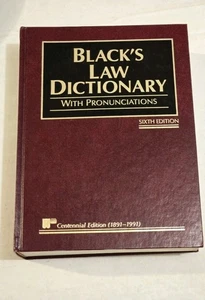 BLACK'S
LAW
DICTIONARY
WITH PRONUNCIATIONS
SIXTH EDITION
Centennial Edition (1891-1991)